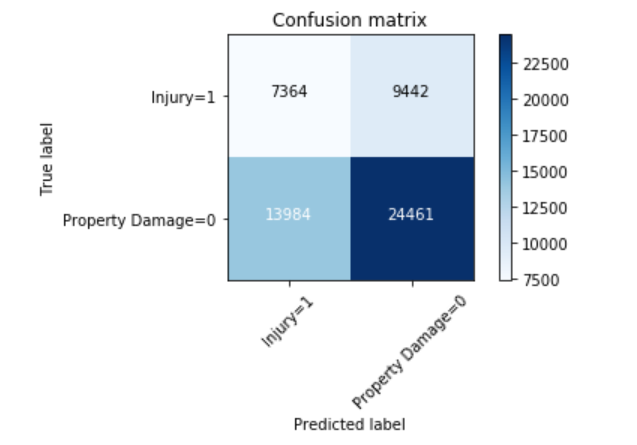 Confusion matrix
True label
Injury=1
7364
9442
Property Damage=0
13984
24461
Injury=1
Property Damage=0
Predicted label
22500
20000
17500
15000
12500
10000
7500